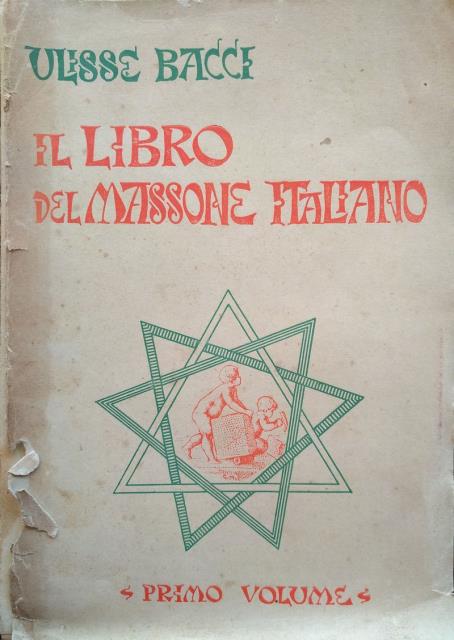 ULISSE BACCI
IL LIBRO
DEL MASSONE ITALIANO
PRIMO VOLUME